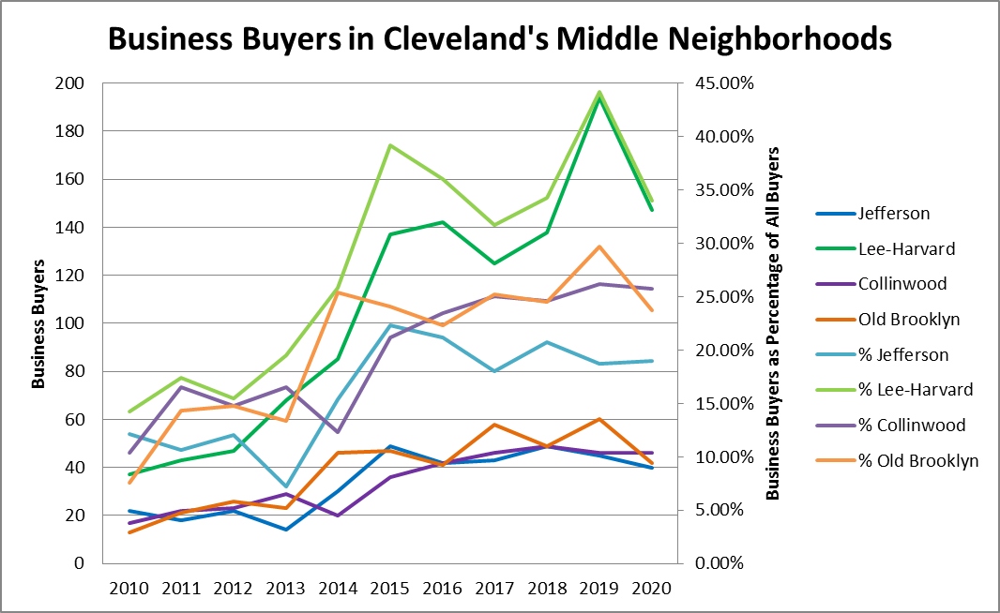 Business Buyers in Cleveland's Middle Neighborhoods
Business Buyers
200
180
160
140
120
100
80
60
40
20
0
45.00%
40.00%
35.00%
30.00%
25.00%
20.00%
15.00%
10.00%
5.00%
0.00%
Business Buyers as Percentage of All Buyers
2010 2011 2012 2013 2014 2015 2016 2017 2018 2019 2020
Jefferson
Lee-Harvard
Collinwood
Old Brooklyn
% Jefferson
% Lee-Harvard
% Collinwood
% Old Brooklyn